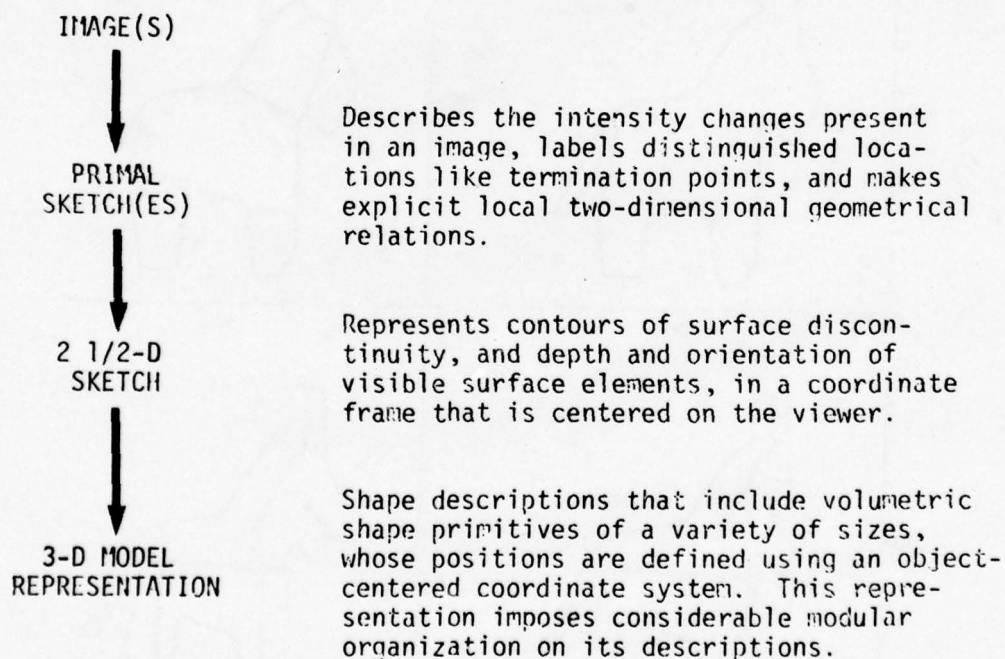 IMAGE(S)
Describes the intensity changes present
in an image, labels distinguished loca-
tions like termination points, and makes
explicit local two-dimensional geometrical
relations.
PRIMAL
SKETCH(ES)
Represents contours of surface discon-
tinuity, and depth and orientation of
visible surface elements, in a coordinate
frame that is centered on the viewer.
2 1/2-D
SKETCH
Shape descriptions that include volumetric
shape primitives of a variety of sizes,
whose positions are defined using an object-
centered coordinate system. This repre-
sentation imposes considerable modular
organization on its descriptions.
3-D MODEL
REPRESENTATION